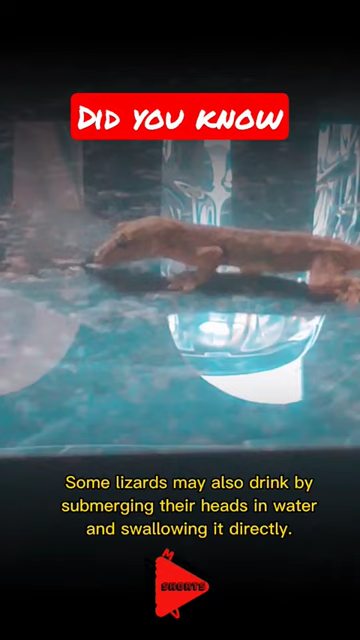 DID YOU KNOW
Some lizards may also drink by
submerging their heads in water
and swallowing it directly.
SHORTS